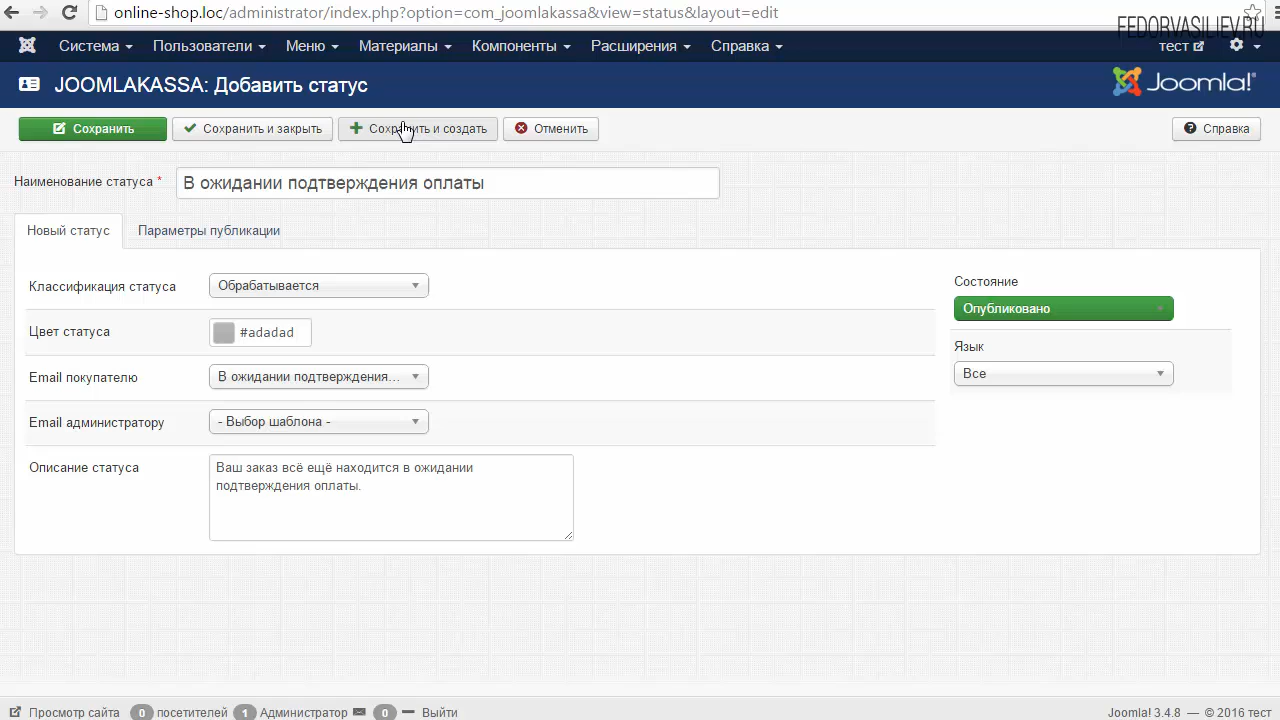 online-shop.loc/administrator/index.php?option=com_joomlakassa&view=status&layout=edit
FEDORVASILIEV.RU
Система Пользователи Меню Материалы Компоненты Расширения Справка тест
JOOMLAKASSA: Добавить статус Joomla!
Сохранить Сохранить и закрыть Сохранить и создать Отменить Справка
Наименование статуса * В ожидании подтверждения оплаты
Новый статус Параметры публикации
Классификация статуса Обрабатывается
Цвет статуса #adadad
Email покупателю В ожидании подтверждения...
Email администратору - Выбор шаблона -
Описание статуса Ваш заказ всё ещё находится в ожидании
подтверждения оплаты.
Состояние
Опубликовано
Язык
Все
Просмотр сайта 0 посетителей 1 Администратор 0 Выйти Joomla! 3.4.8 — © 2016 тест